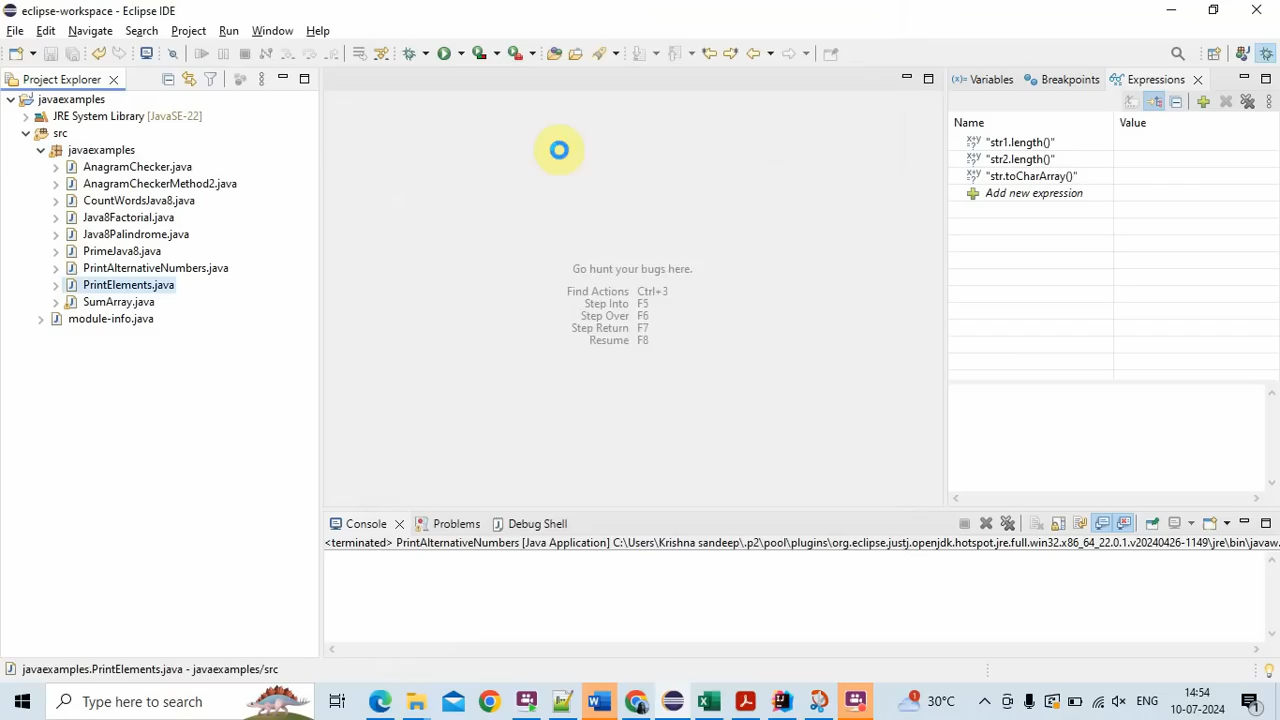 eclipse-workspace - Eclipse IDE
File Edit Navigate Search Project Run Window Help
Project Explorer
javaexamples
JRE System Library [JavaSE-22]
src
javaexamples
AnagramChecker.java
AnagramCheckerMethod2.java
CountWordsJava8.java
Java8Factorial.java
Java8Palindrome.java
PrimeJava8.java
PrintAlternativeNumbers.java
PrintElements.java
SumArray.java
module-info.java
Go hunt your bugs here.
Find Actions Ctrl+3
Step Into F5
Step Over F6
Step Return F7
Resume F8
Variables Breakpoints Expressions
Name Value
"str1.length()"
"str2.length()"
"str.toCharArray()"
Add new expression
Console Problems Debug Shell
<terminated> PrintAlternativeNumbers [Java Application] C:\Users\Krishna sandeep\.p2\pool\plugins\org.eclipse.justj.openjdk.hotspot.jre.full.win32.x86_64_22.0.1.v20240426-1149\jre\bin\javaw.
javaexamples.PrintElements.java - javaexamples/src
Type here to search
1
30°C
ENG
14:54
10-07-2024
1